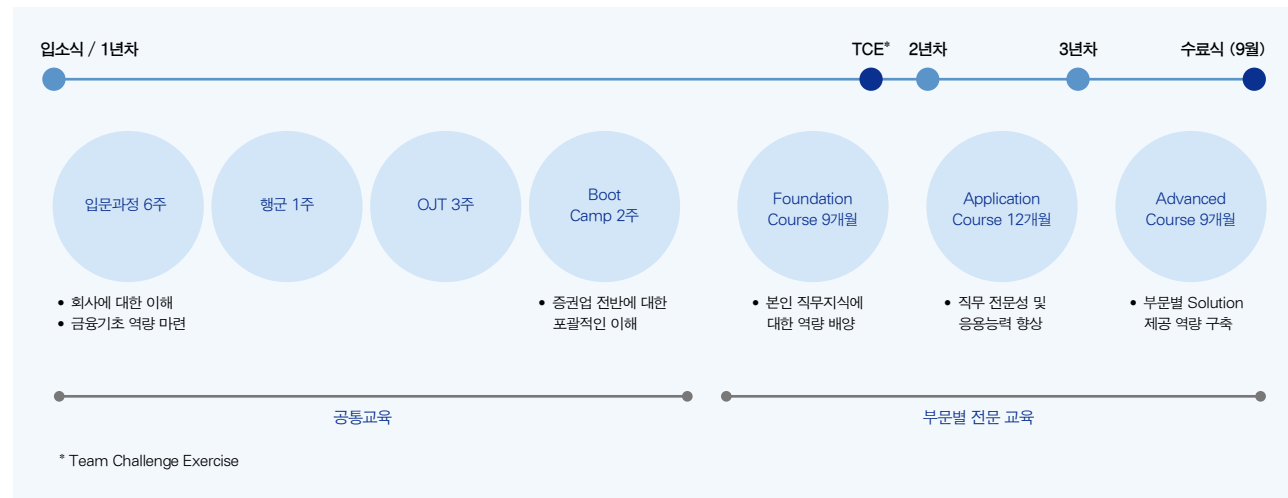 입소식 / 1년차
TCE*
2년차
3년차
수료식 (9월)
입문과정 6주
행군 1주
OJT 3주
Boot
Camp 2주
Foundation
Course 9개월
Application
Course 12개월
Advanced
Course 9개월
• 회사에 대한 이해
• 금융기초 역량 마련
• 증권업 전반에 대한
포괄적인 이해
• 본인 직무지식에
대한 역량 배양
• 직무 전문성 및
응용능력 향상
• 부문별 Solution
제공 역량 구축
공통교육
부문별 전문 교육
* Team Challenge Exercise